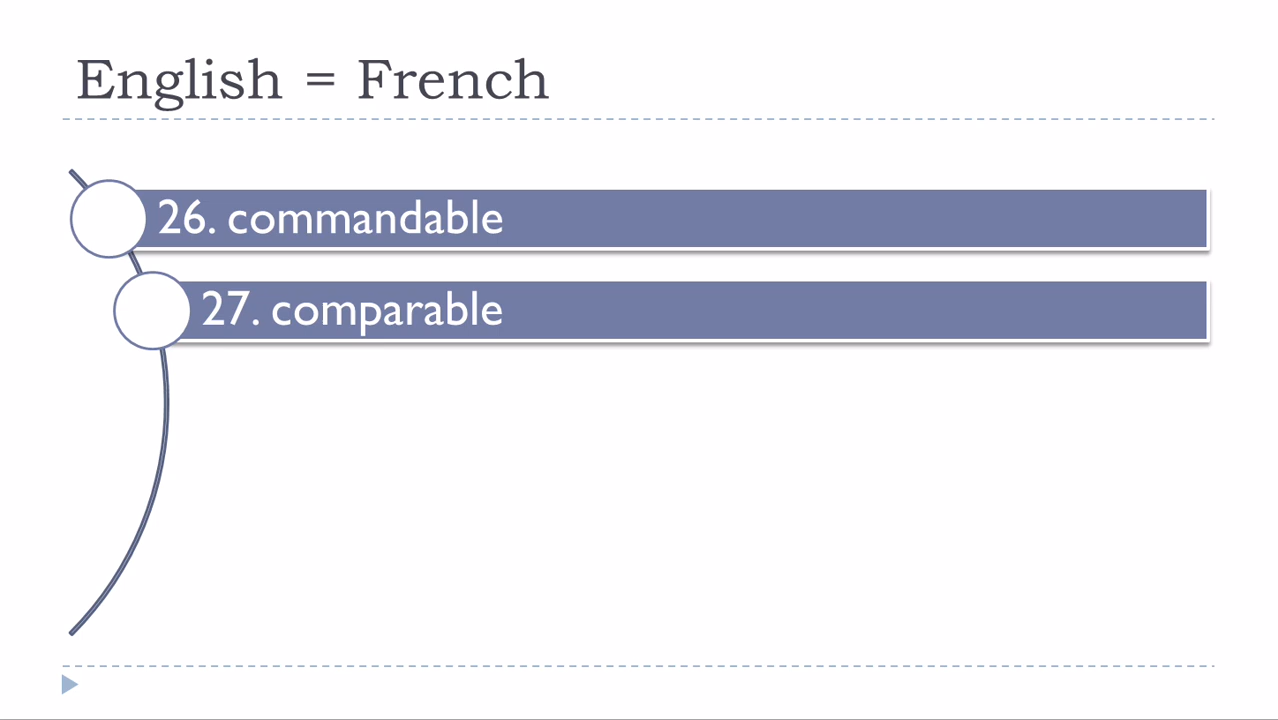 English = French
26. commandable
27. comparable